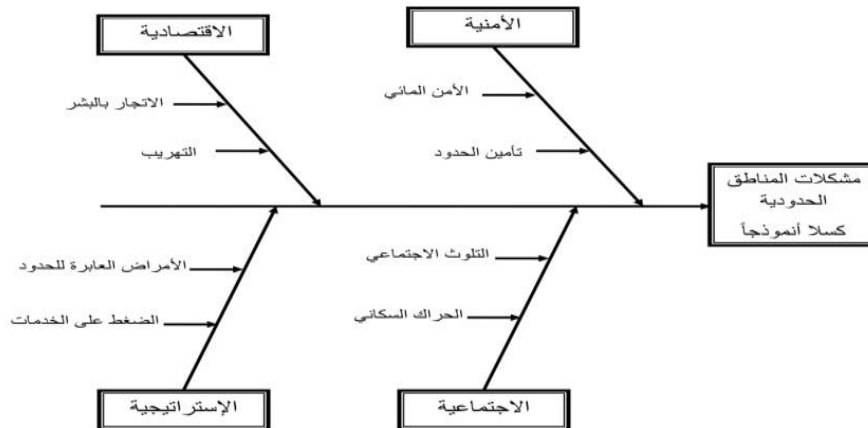 الأمنية
الاقتصادية
الأمن المائي
الاتجار بالبشر
تأمين الحدود
التهريب
مشكلات المناطق
الحدودية
كسلا أنموذجاً
التلوث الاجتماعي
الأمراض العابرة للحدود
الحراك السكاني
الضغط على الخدمات
الاجتماعية
الإستراتيجية